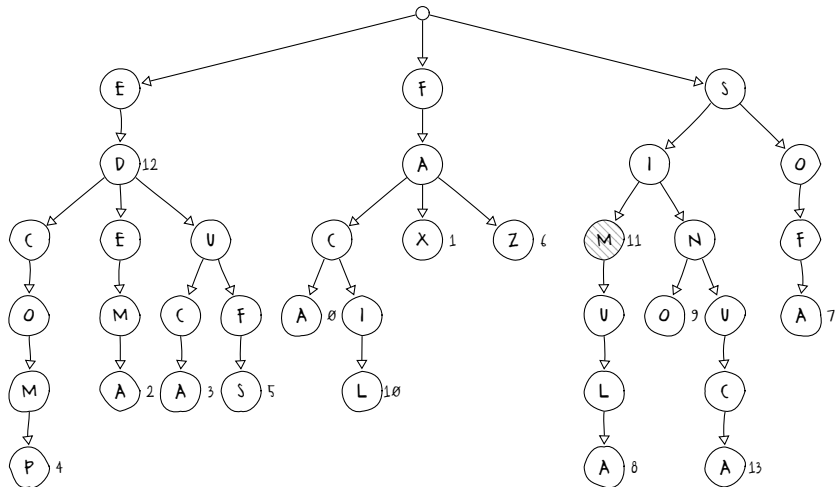 E F S
D 12 A I O
C E U C X 1 Z 6 M 11 N F
O M C F A 0 I U O 9 U A 7
M A 2 A 3 S 5 L 10 L C
P 4 A 8 A 13